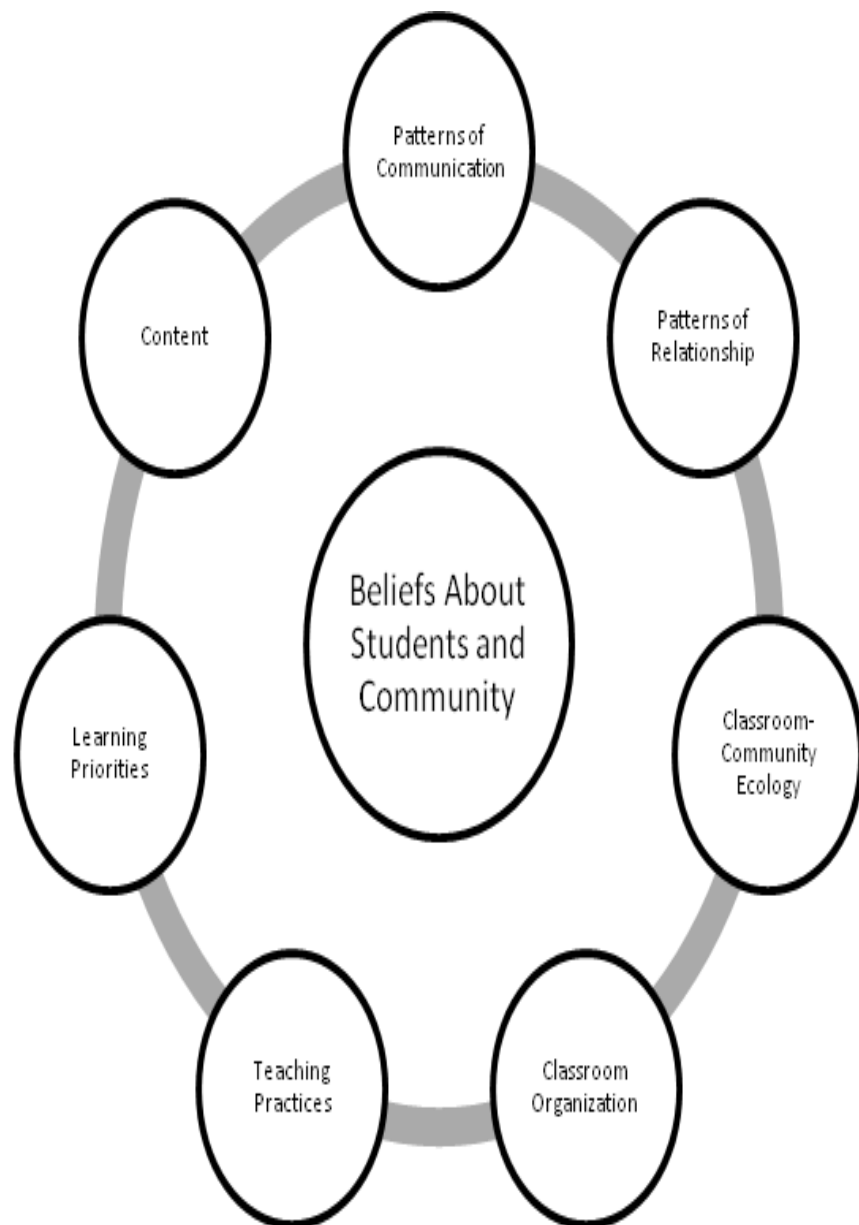 Patterns of
Communication
Patterns of
Relationship
Content
Beliefs About
Students and
Community
Classroom-
Community
Ecology
Learning
Priorities
Teaching
Practices
Classroom
Organization